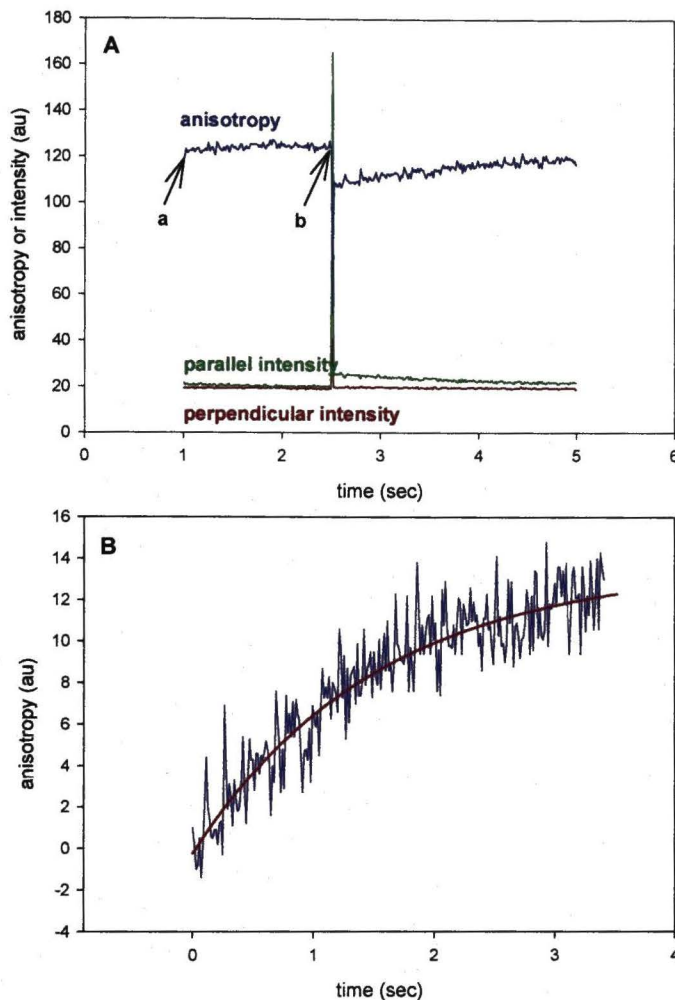 A
anisotropy or intensity (au)
180
160
140
120
100
80
60
40
20
0
anisotropy
a
b
parallel intensity
perpendicular intensity
0 1 2 3 4 5 6
time (sec)
B
anisotropy (au)
16
14
12
10
8
6
4
2
0
-2
-4
0 1 2 3 4
time (sec)